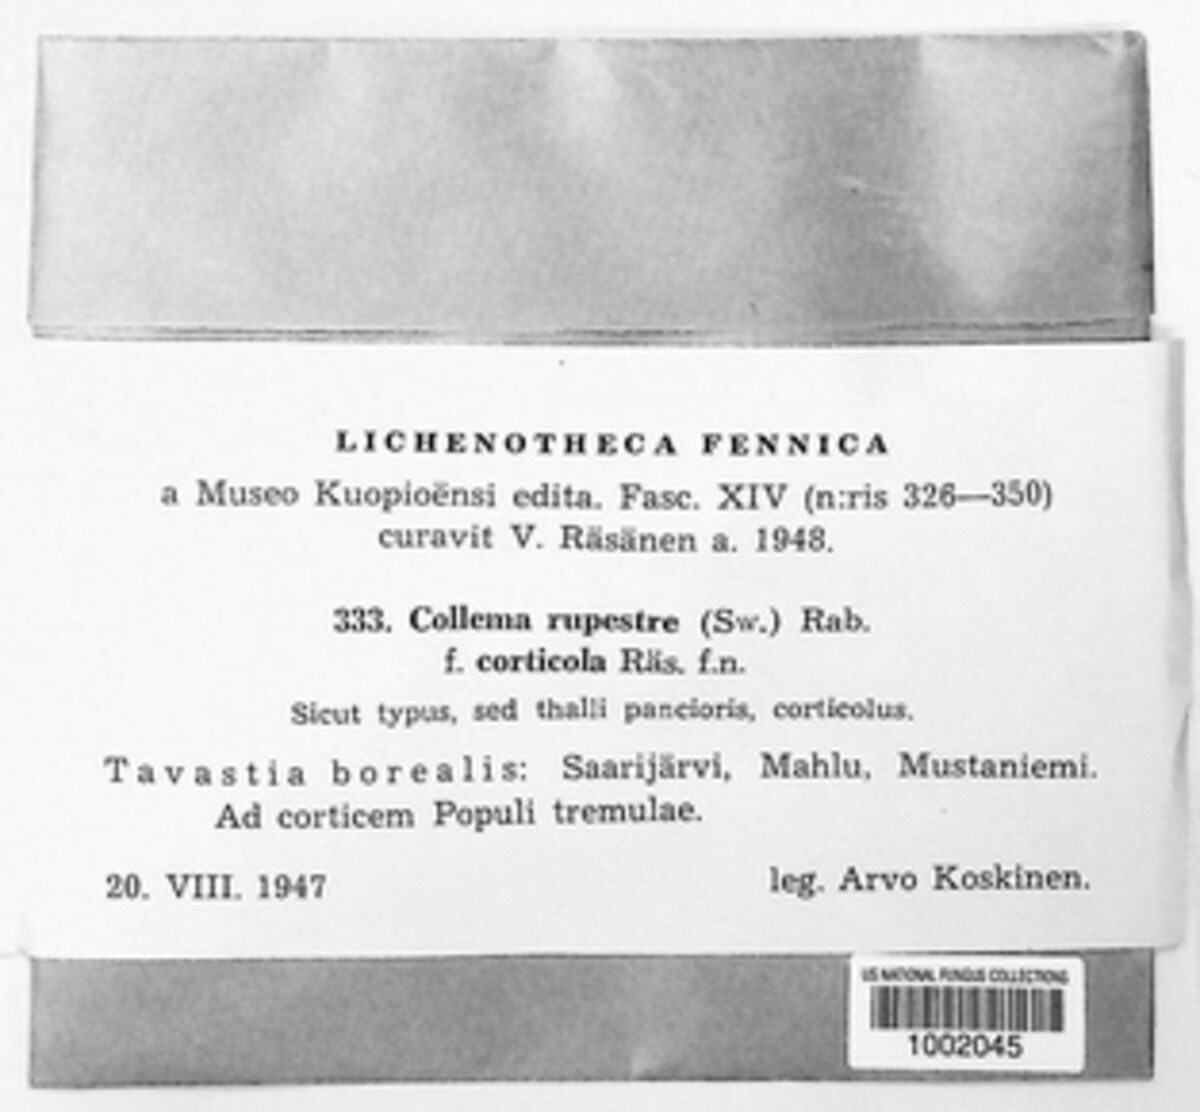 LICHENOTHECA FENNICA
a Museo Kuopioënsi edita. Fasc. XIV (n:ris 326—350)
curavit V. Räsänen a. 1948.
333. Collema rupestre (Sw.) Rab.
f. corticola Räs. f.n.
Sicut typus, sed thalli pancioris, corticolus.
Tavastia borealis: Saarijärvi, Mahlu, Mustaniemi.
Ad corticem Populi tremulae.
20. VIII. 1947 leg. Arvo Koskinen.
US NATIONAL FUNGUS COLLECTIONS
1002045